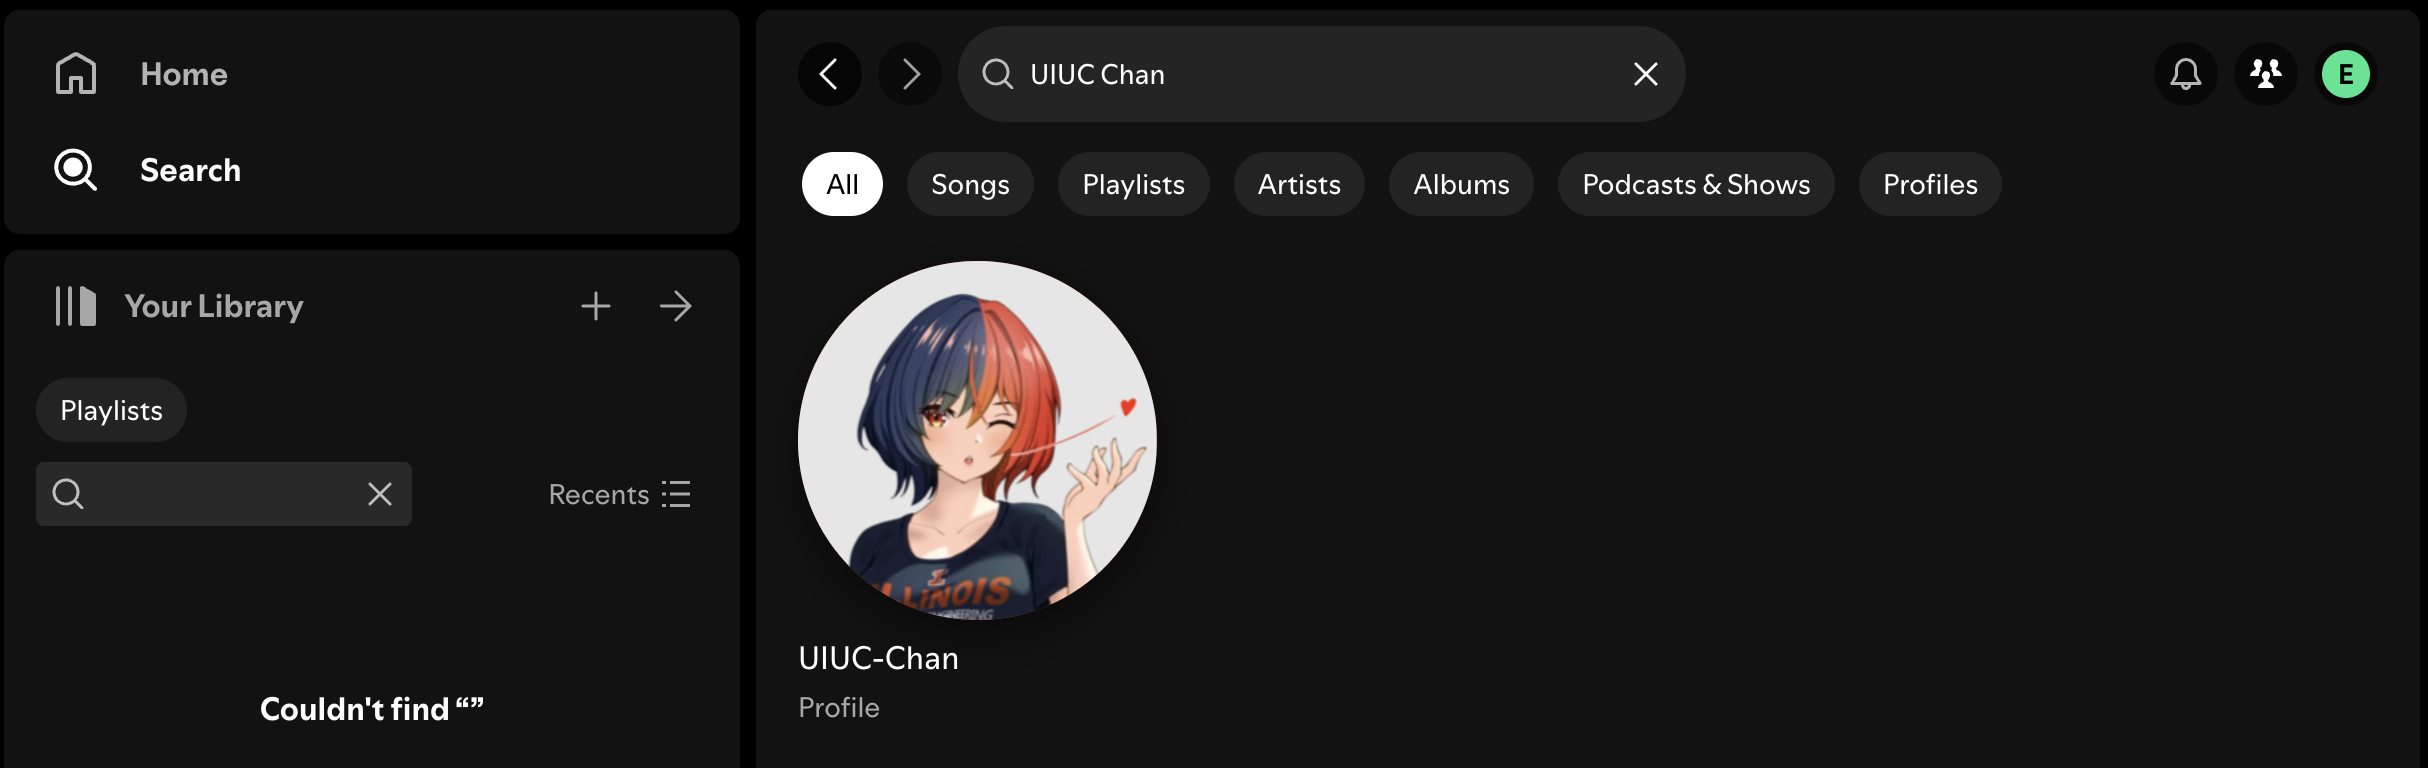 Home
Search
Your Library
Playlists
Recents
Couldn't find “”
UIUC Chan
E
All
Songs
Playlists
Artists
Albums
Podcasts & Shows
Profiles
I
ILLINOIS
ENGINEERING
UIUC-Chan
Profile